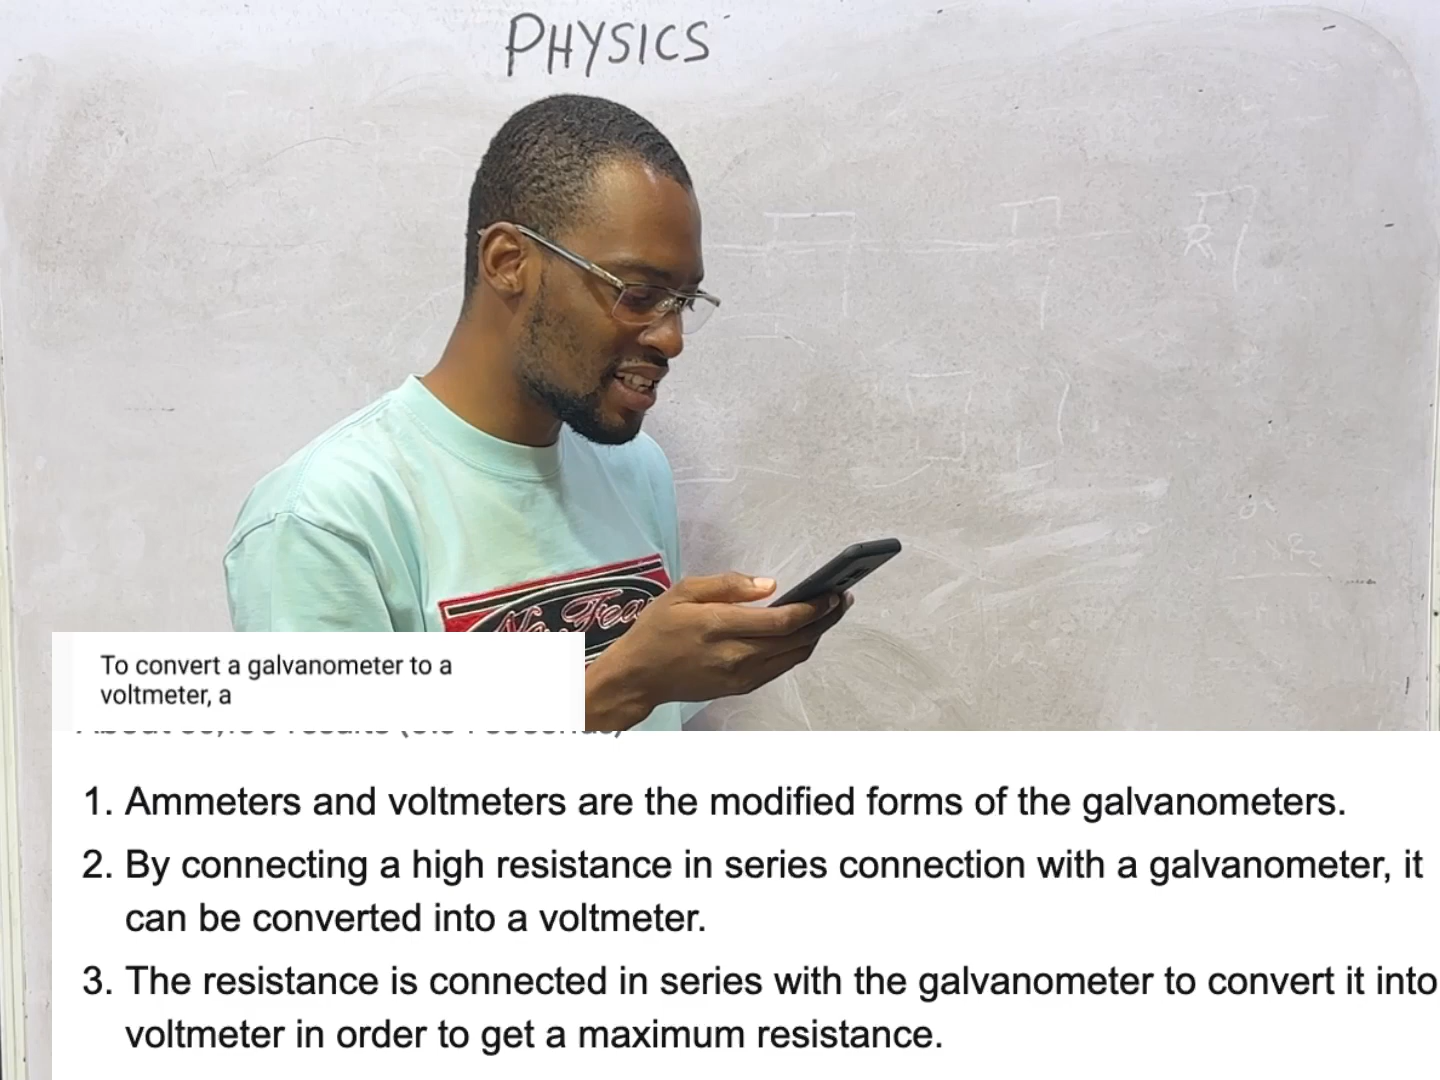 PHYSICS
No Fear
To convert a galvanometer to a
voltmeter, a
1. Ammeters and voltmeters are the modified forms of the galvanometers.
2. By connecting a high resistance in series connection with a galvanometer, it
can be converted into a voltmeter.
3. The resistance is connected in series with the galvanometer to convert it into
voltmeter in order to get a maximum resistance.